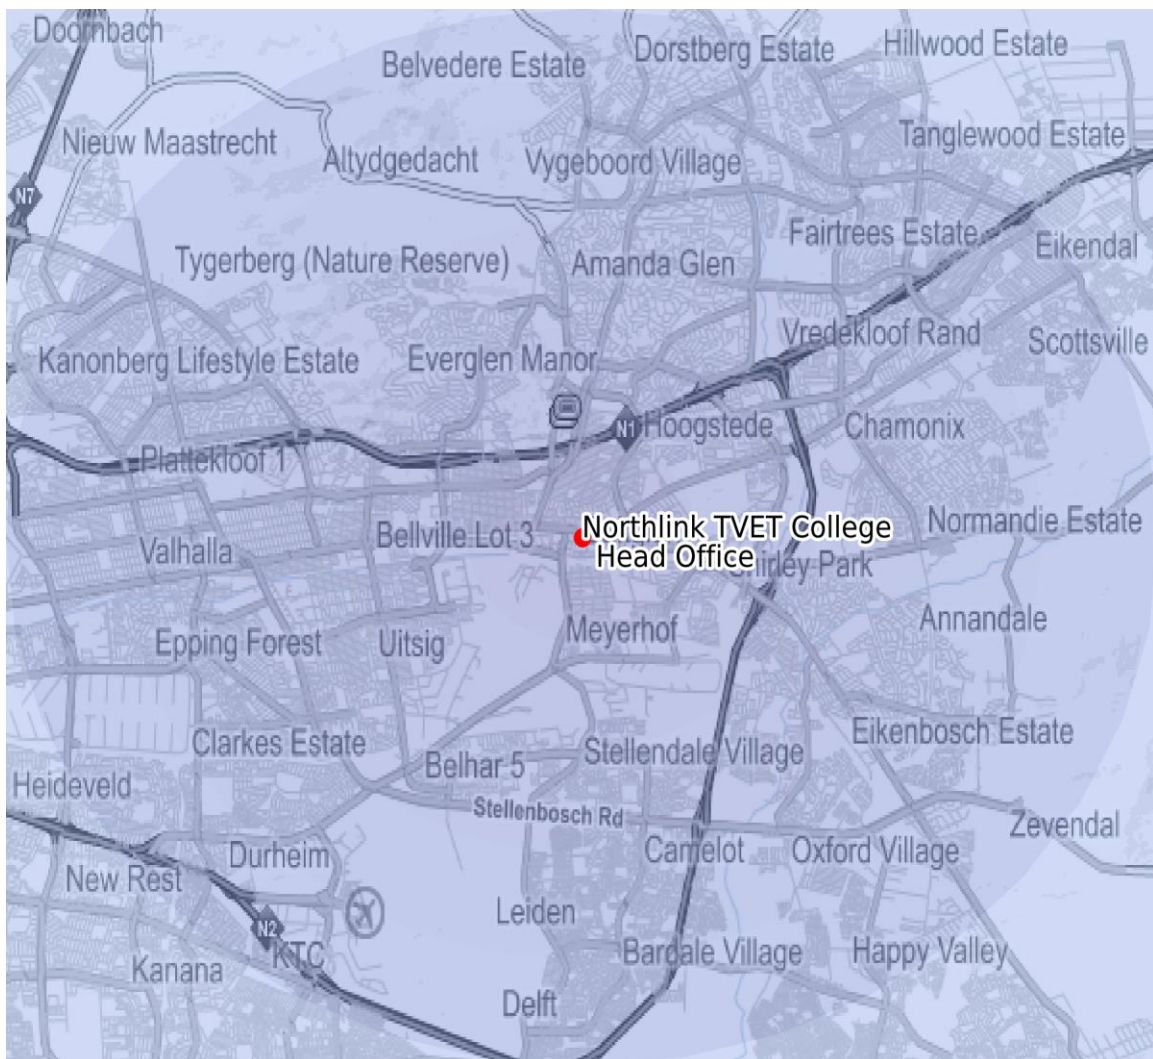 Doornbach
Belvedere Estate
Dorstberg Estate
Hillwood Estate
Nieuw Maastrecht
Altydgedacht
Vygeboord Village
Tanglewood Estate
N7
Tygerberg (Nature Reserve)
Amanda Glen
Fairtrees Estate
Eikendal
Kanonberg Lifestyle Estate
Everglen Manor
Vredekloof Rand
Scottsville
N1
Hoogstede
Chamonix
Plattekloof 1
Valhalla
Bellville Lot 3
Northlink TVET College
Head Office
Normandie Estate
Shirley Park
Epping Forest
Uitsig
Meyerhof
Annandale
Clarkes Estate
Belhar 5
Stellendale Village
Eikenbosch Estate
Heideveld
Stellenbosch Rd
Zevendal
New Rest
Durheim
Camelot
Oxford Village
N2
KTC
Leiden
Kanana
Bardale Village
Happy Valley
Delft